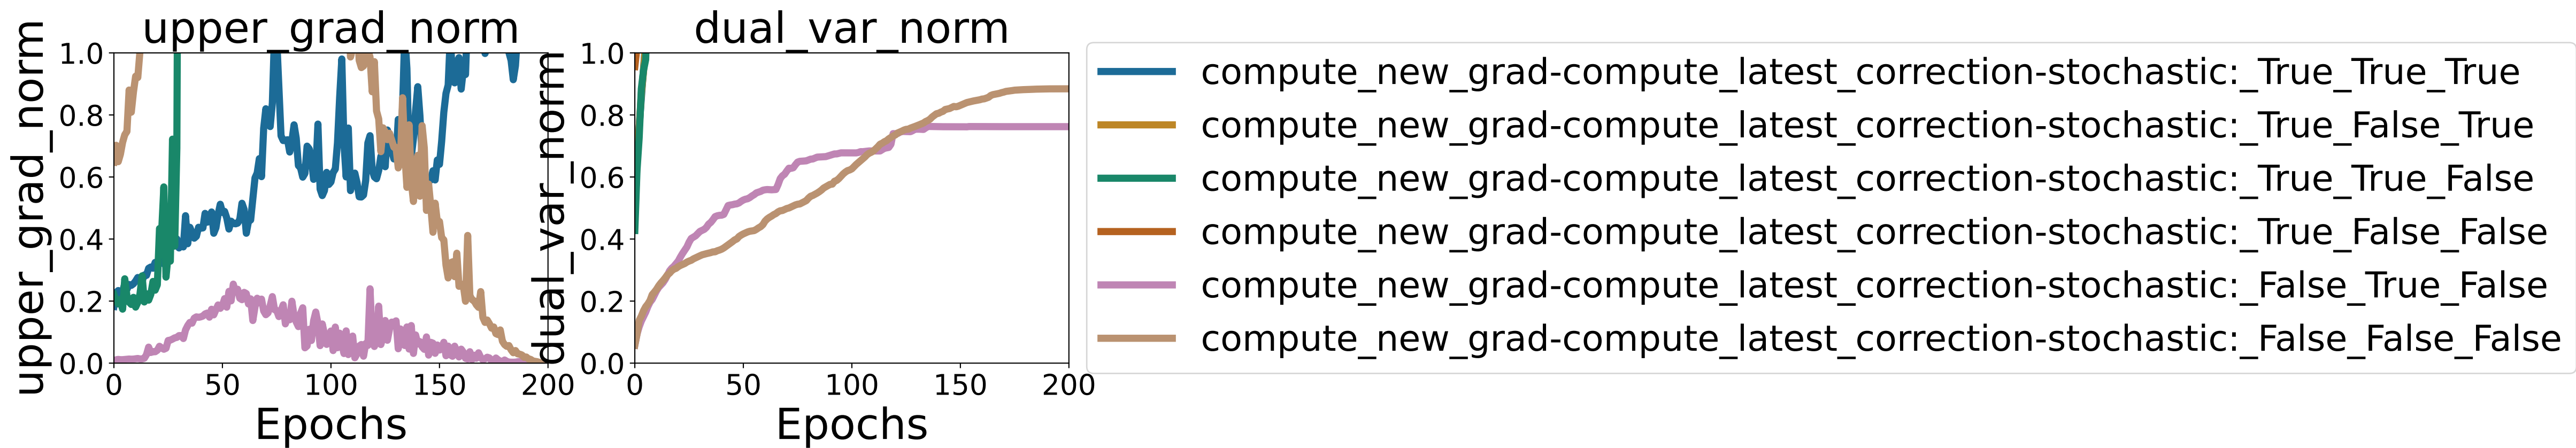 upper_grad_norm
upper_grad_norm
1.0
0.8
0.6
0.4
0.2
0.0
0
50
100
150
200
Epochs
dual_var_norm
dual_var_norm
1.0
0.8
0.6
0.4
0.2
0.0
0
50
100
150
200
Epochs
compute_new_grad-compute_latest_correction-stochastic:_True_True_True
compute_new_grad-compute_latest_correction-stochastic:_True_False_True
compute_new_grad-compute_latest_correction-stochastic:_True_True_False
compute_new_grad-compute_latest_correction-stochastic:_True_False_False
compute_new_grad-compute_latest_correction-stochastic:_False_True_False
compute_new_grad-compute_latest_correction-stochastic:_False_False_False